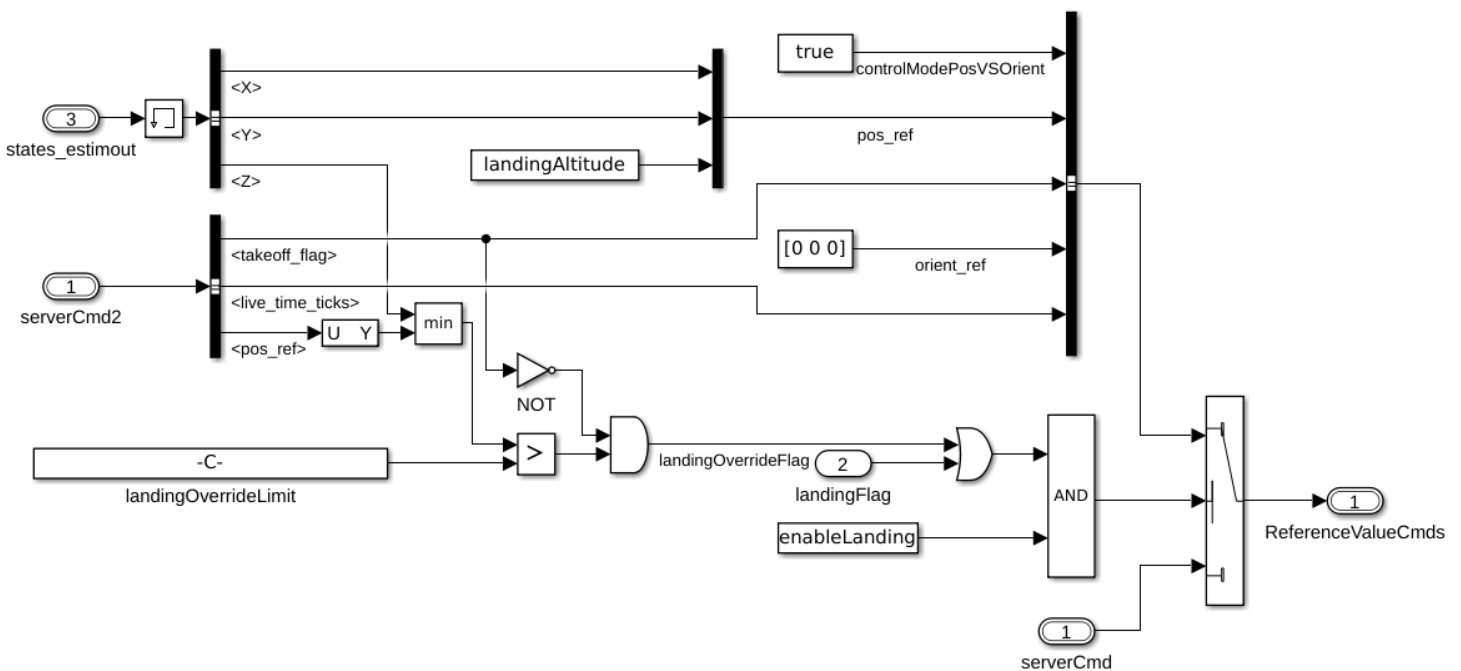 true
controlModePosVSOrient
<X>
3
states_estimout
<Y>
pos_ref
landingAltitude
<Z>
<takeoff_flag>
[0 0 0]
orient_ref
1
serverCmd2
<live_time_ticks>
min
U Y
<pos_ref>
NOT
>
-C-
landingOverrideLimit
landingOverrideFlag
2
landingFlag
AND
enableLanding
1
ReferenceValueCmds
1
serverCmd